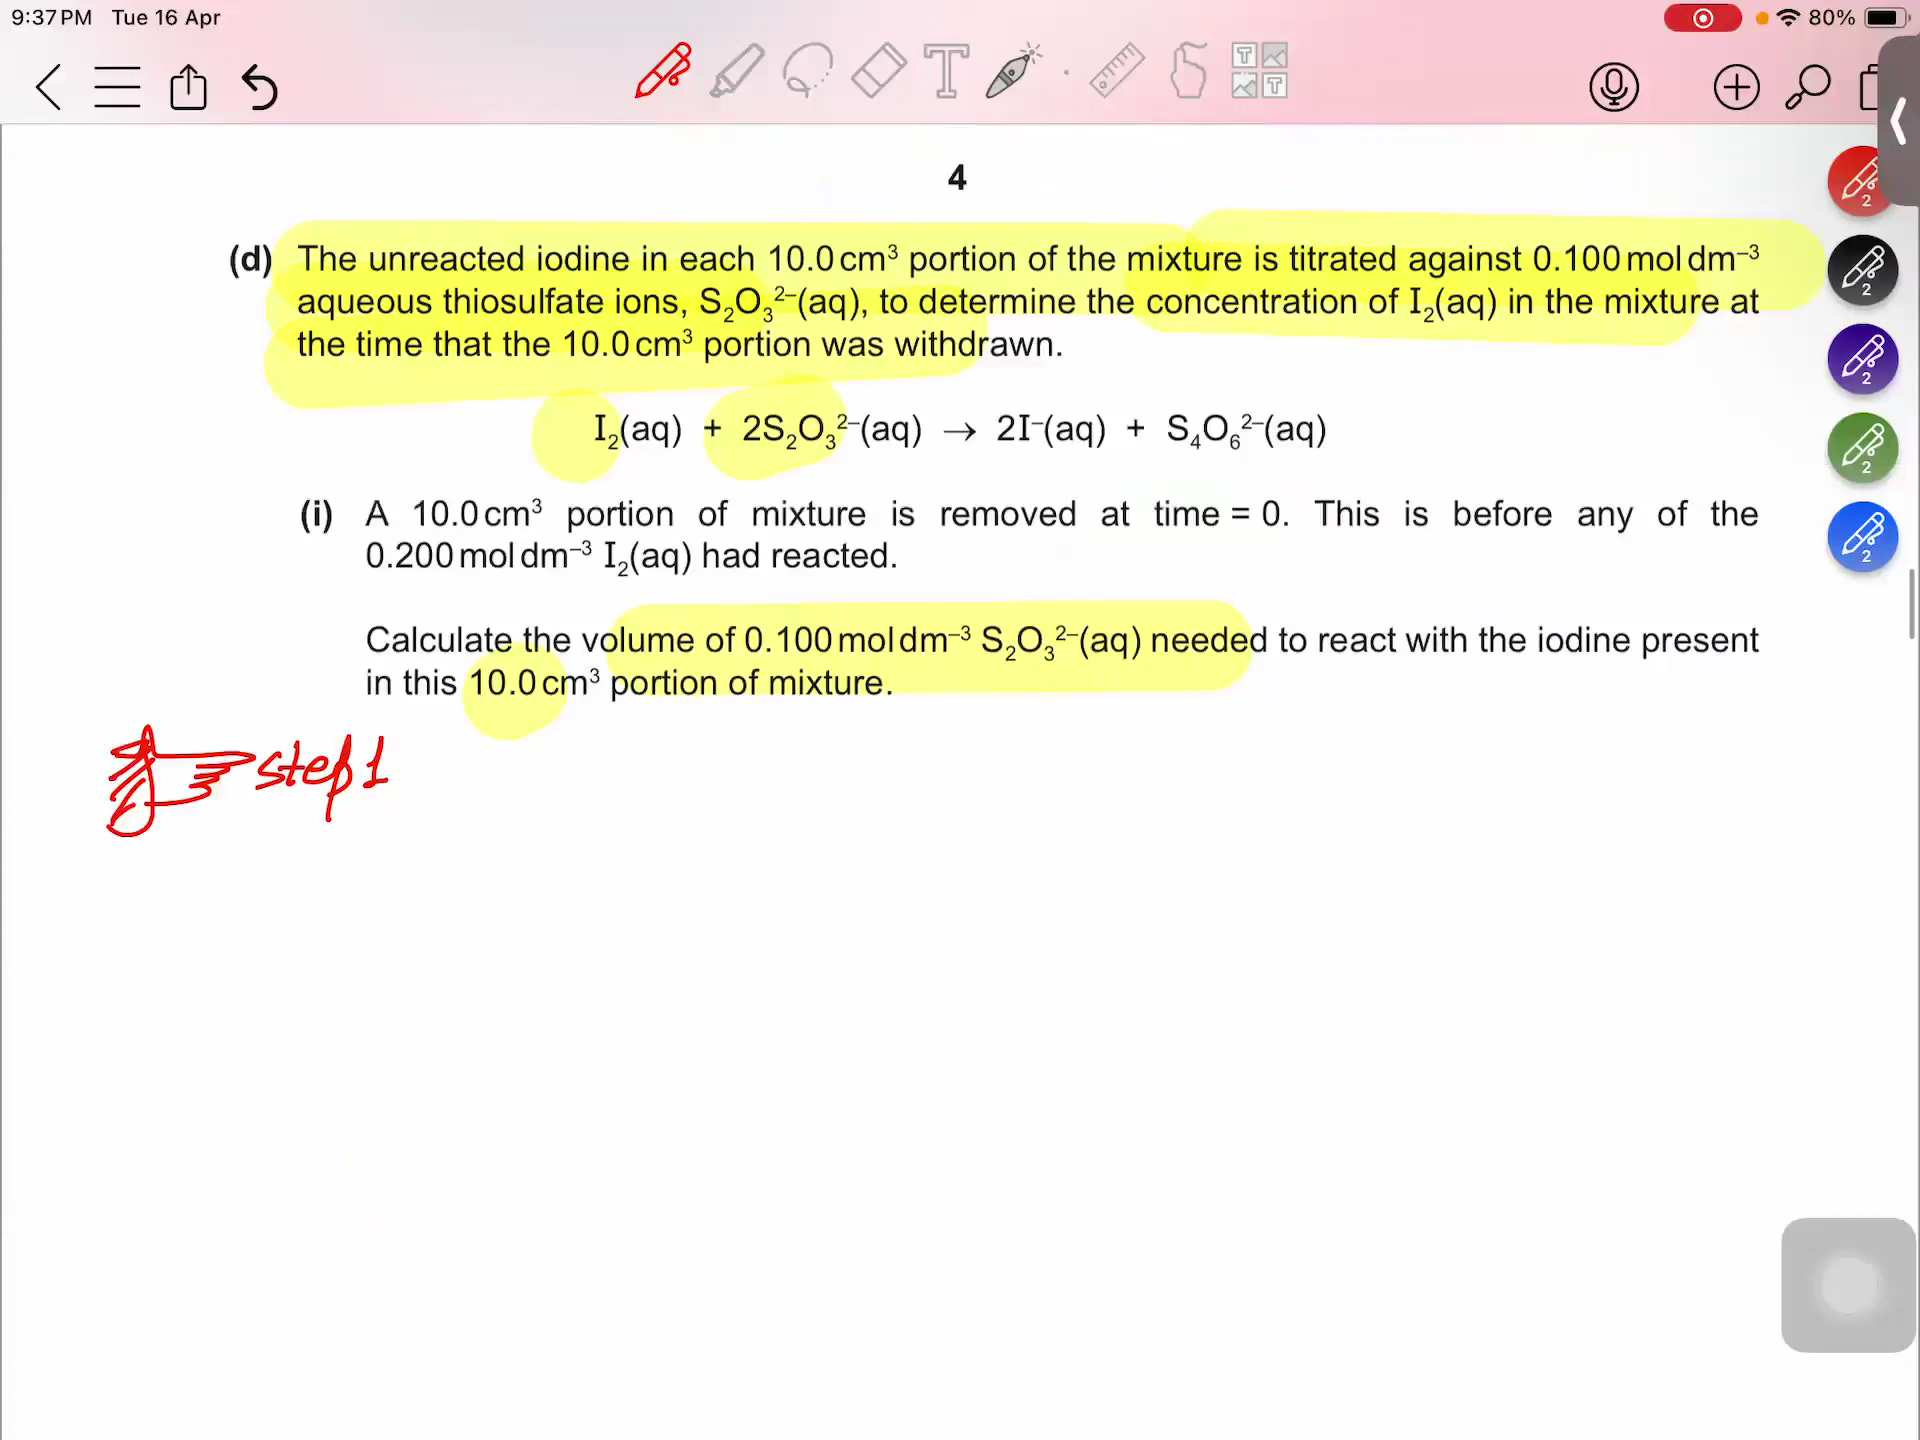 9:37 PM Tue 16 Apr
80%
4
(d) The unreacted iodine in each 10.0 cm³ portion of the mixture is titrated against 0.100 mol dm⁻³
aqueous thiosulfate ions, S₂O₃²⁻(aq), to determine the concentration of I₂(aq) in the mixture at
the time that the 10.0 cm³ portion was withdrawn.
I₂(aq) + 2S₂O₃²⁻(aq) → 2I⁻(aq) + S₄O₆²⁻(aq)
(i) A 10.0 cm³ portion of mixture is removed at time = 0. This is before any of the
0.200 mol dm⁻³ I₂(aq) had reacted.
Calculate the volume of 0.100 mol dm⁻³ S₂O₃²⁻(aq) needed to react with the iodine present
in this 10.0 cm³ portion of mixture.
step 1
2
2
2
2
2